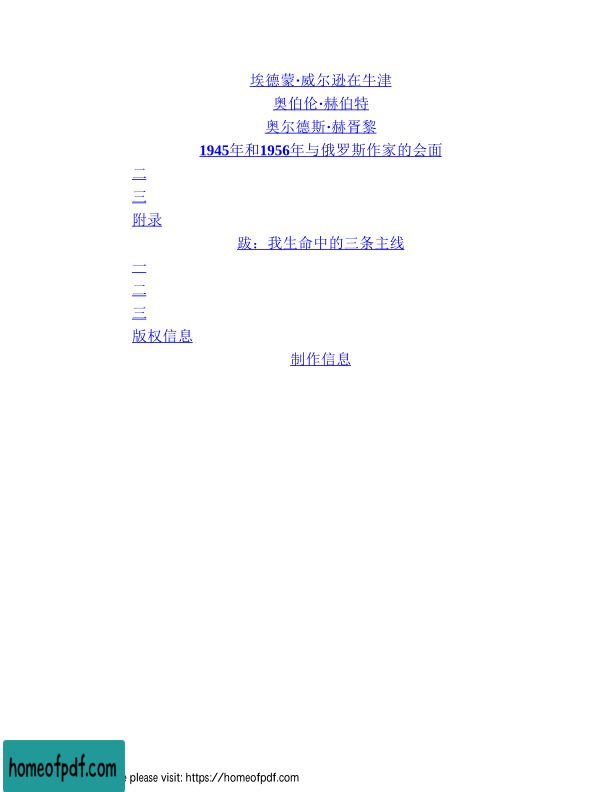 埃德蒙·威尔逊在牛津
奥伯伦·赫伯特
奥尔德斯·赫胥黎
1945年和1956年与俄罗斯作家的会面
二
三
附录
跋：我生命中的三条主线
一
二
三
版权信息
制作信息
homeofpdf.com
e please visit: https://homeofpdf.com